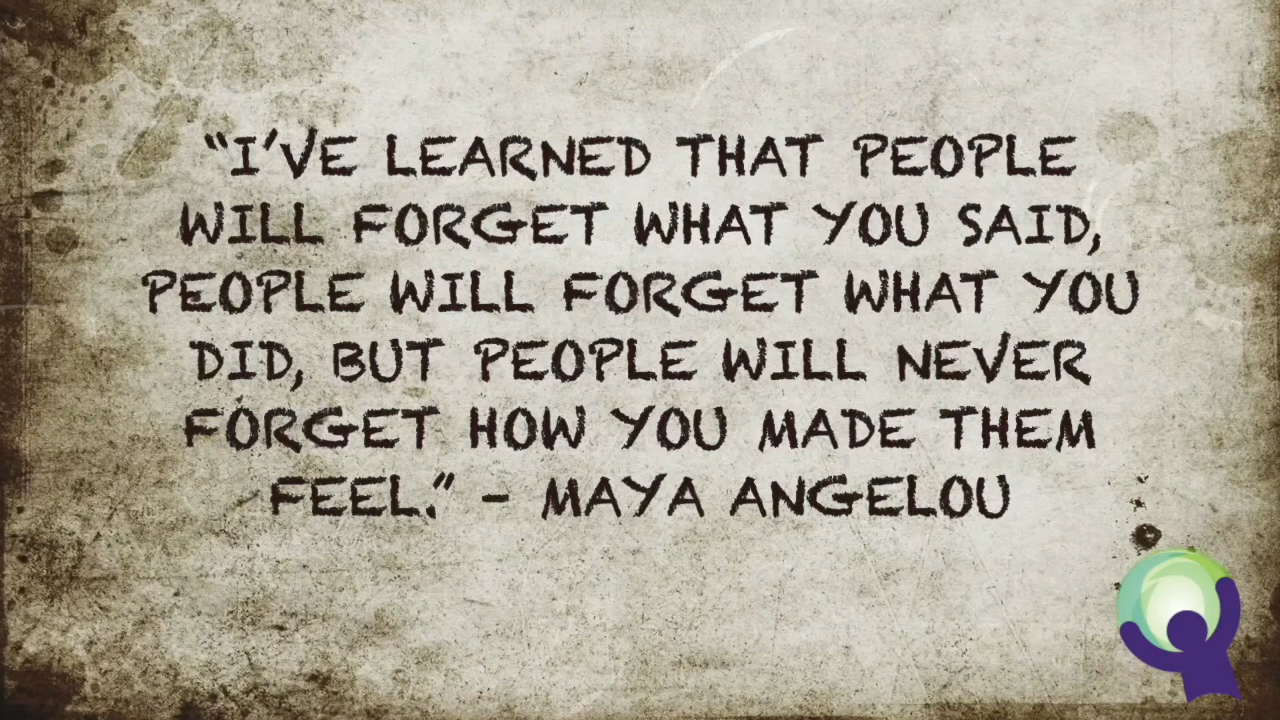 “I’VE LEARNED THAT PEOPLE
WILL FORGET WHAT YOU SAID,
PEOPLE WILL FORGET WHAT YOU
DID, BUT PEOPLE WILL NEVER
FORGET HOW YOU MADE THEM
FEEL.” – MAYA ANGELOU